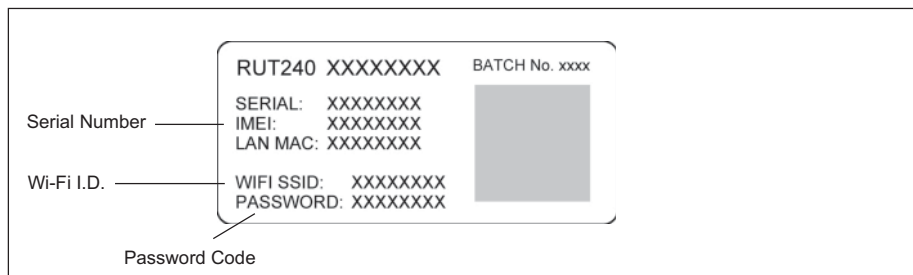 RUT240 XXXXXXXX
BATCH No. xxxx
SERIAL: XXXXXXXX
Serial Number
IMEI: XXXXXXXX
LAN MAC: XXXXXXXX
Wi-Fi I.D.
WIFI SSID: XXXXXXXX
PASSWORD: XXXXXXXX
Password Code